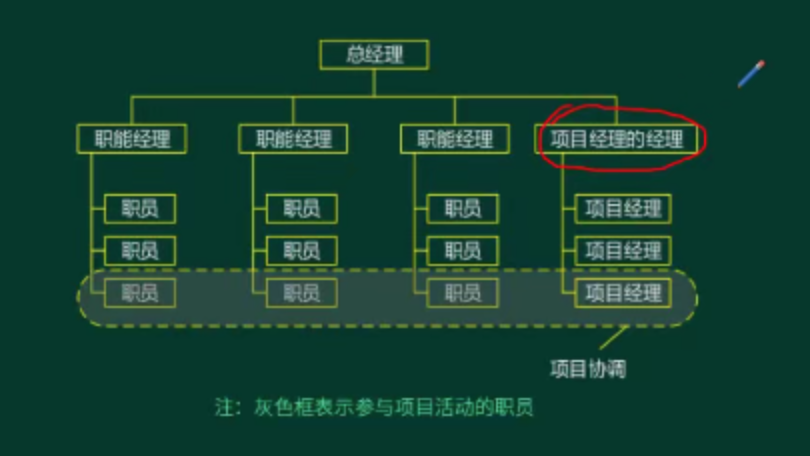 总经理
职能经理 职能经理 职能经理 项目经理的经理
职员 职员 职员 项目经理
职员 职员 职员 项目经理
职员 职员 职员 项目经理
项目协调
注：灰色框表示参与项目活动的职员